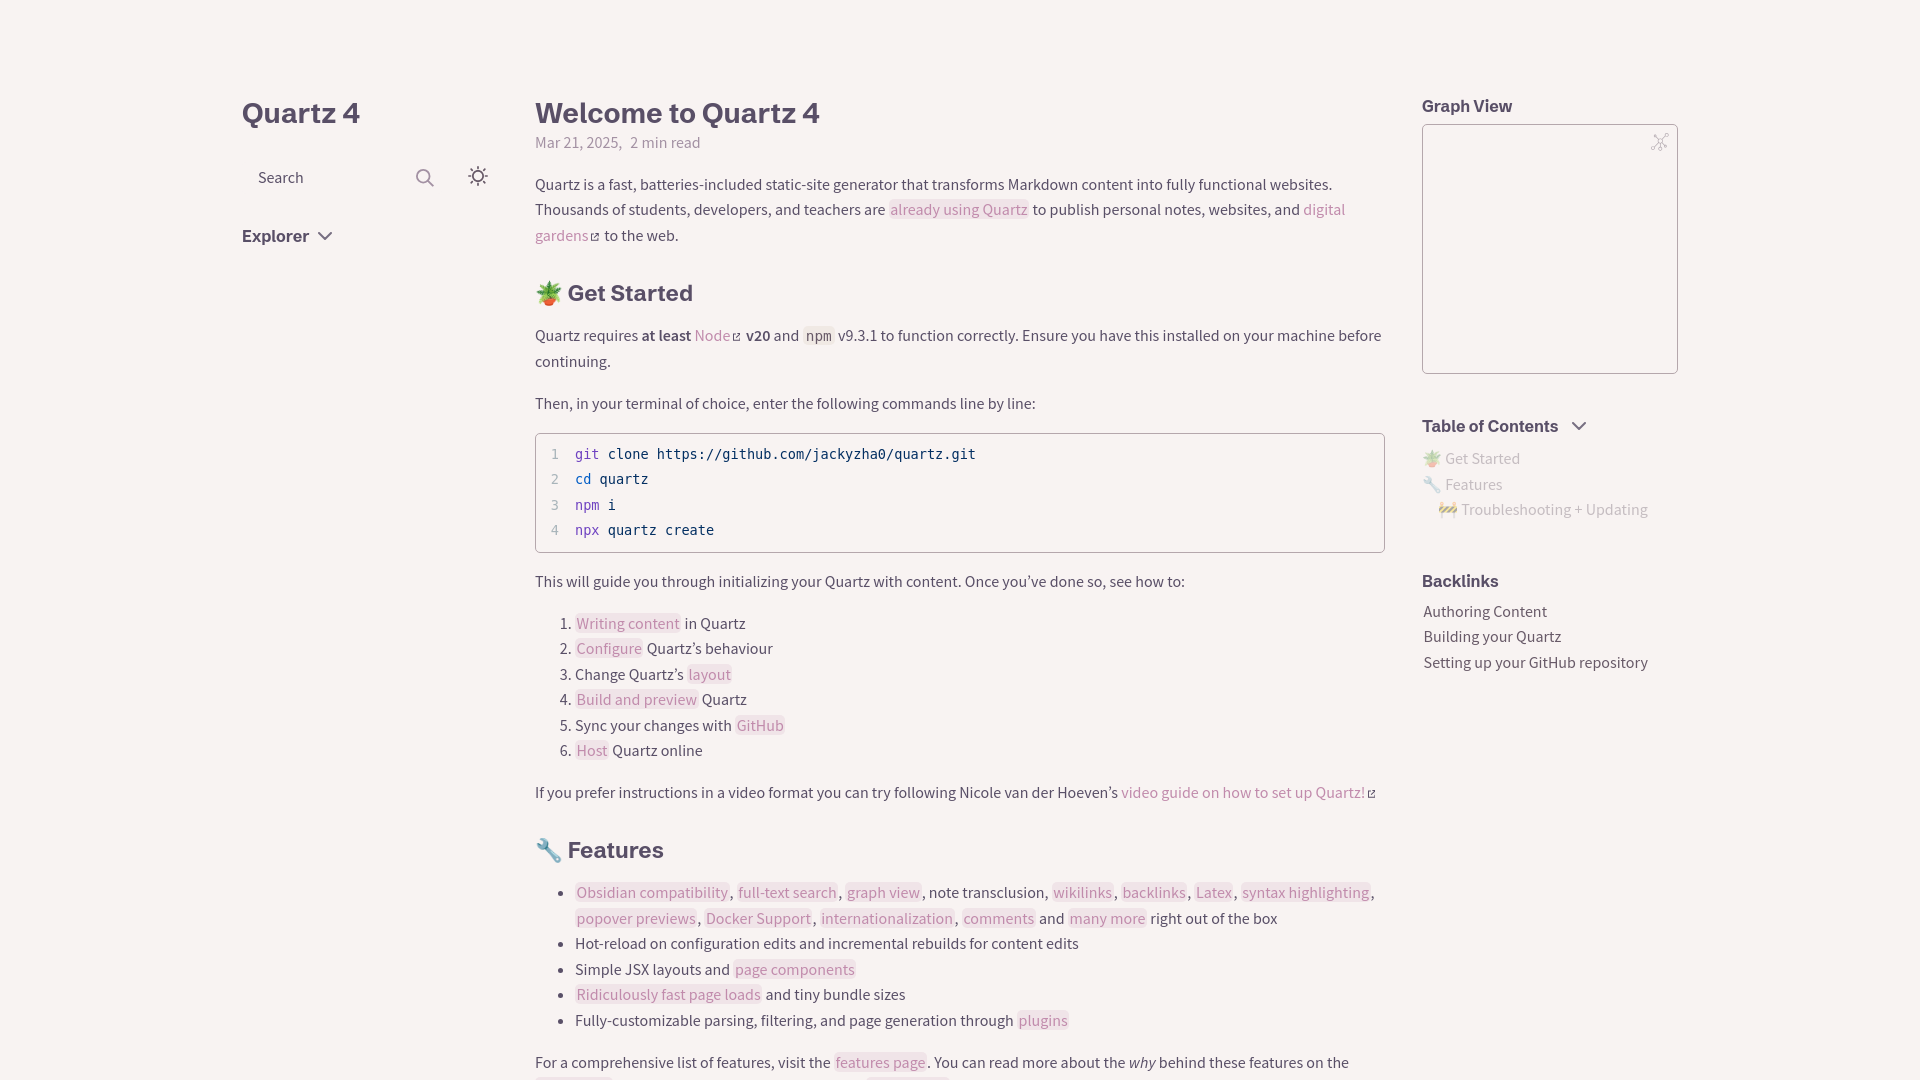 Quartz 4
Search
Explorer
Welcome to Quartz 4
Mar 21, 2025, 2 min read
Quartz is a fast, batteries-included static-site generator that transforms Markdown content into fully functional websites.
Thousands of students, developers, and teachers are already using Quartz to publish personal notes, websites, and digital
gardens to the web.
🪴 Get Started
Quartz requires at least Node v20 and npm v9.3.1 to function correctly. Ensure you have this installed on your machine before
continuing.
Then, in your terminal of choice, enter the following commands line by line:
1 git clone https://github.com/jackyzha0/quartz.git
2 cd quartz
3 npm i
4 npx quartz create
This will guide you through initializing your Quartz with content. Once you’ve done so, see how to:
1. Writing content in Quartz
2. Configure Quartz’s behaviour
3. Change Quartz’s layout
4. Build and preview Quartz
5. Sync your changes with GitHub
6. Host Quartz online
If you prefer instructions in a video format you can try following Nicole van der Hoeven’s video guide on how to set up Quartz!
🔧 Features
• Obsidian compatibility, full-text search, graph view, note transclusion, wikilinks, backlinks, Latex, syntax highlighting,
popover previews, Docker Support, internationalization, comments and many more right out of the box
• Hot-reload on configuration edits and incremental rebuilds for content edits
• Simple JSX layouts and page components
• Ridiculously fast page loads and tiny bundle sizes
• Fully-customizable parsing, filtering, and page generation through plugins
For a comprehensive list of features, visit the features page. You can read more about the why behind these features on the
Graph View
Table of Contents
🪴 Get Started
🔧 Features
🚧 Troubleshooting + Updating
Backlinks
Authoring Content
Building your Quartz
Setting up your GitHub repository